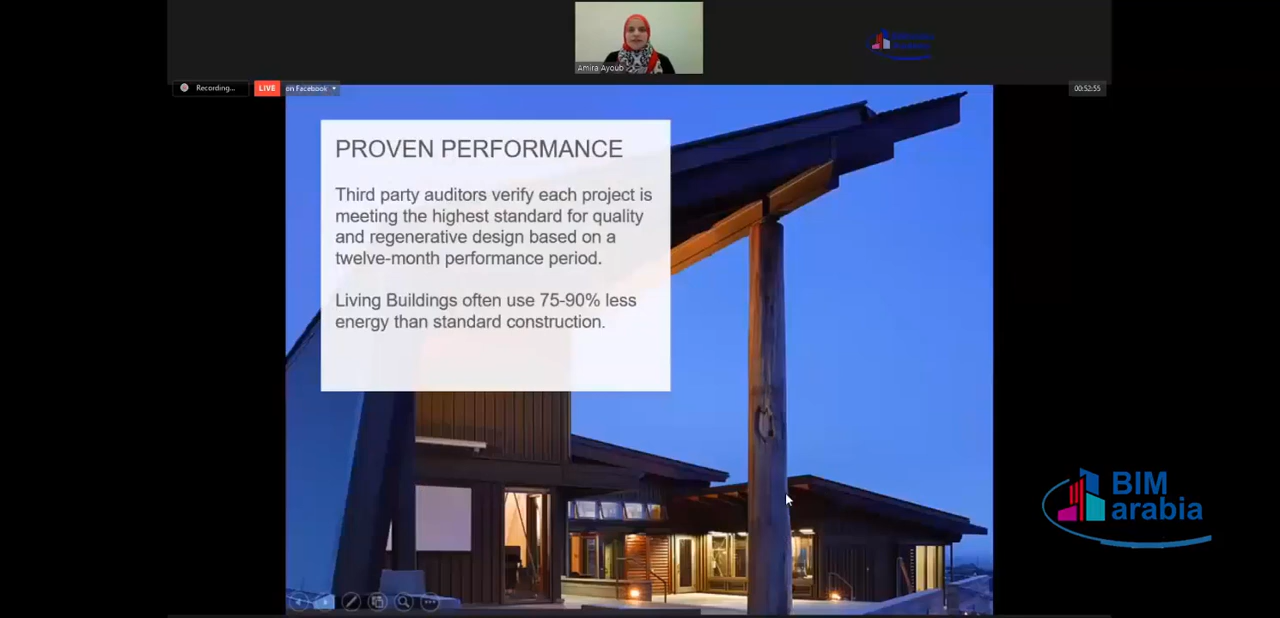 Amira Ayoub
Recording...
LIVE
on Facebook
00:52:55
PROVEN PERFORMANCE
Third party auditors verify each project is
meeting the highest standard for quality
and regenerative design based on a
twelve-month performance period.
Living Buildings often use 75-90% less
energy than standard construction.
BIM
arabia